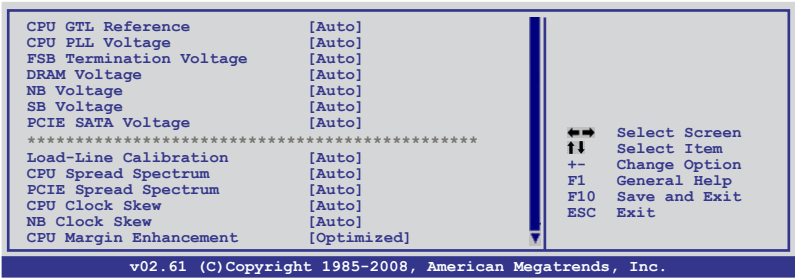 CPU GTL Reference [Auto]
CPU PLL Voltage [Auto]
FSB Termination Voltage [Auto]
DRAM Voltage [Auto]
NB Voltage [Auto]
SB Voltage [Auto]
PCIE SATA Voltage [Auto]
***********************************************
Load-Line Calibration [Auto]
CPU Spread Spectrum [Auto]
PCIE Spread Spectrum [Auto]
CPU Clock Skew [Auto]
NB Clock Skew [Auto]
CPU Margin Enhancement [Optimized]
←→ Select Screen
↑↓ Select Item
+- Change Option
F1 General Help
F10 Save and Exit
ESC Exit
v02.61 (C)Copyright 1985-2008, American Megatrends, Inc.